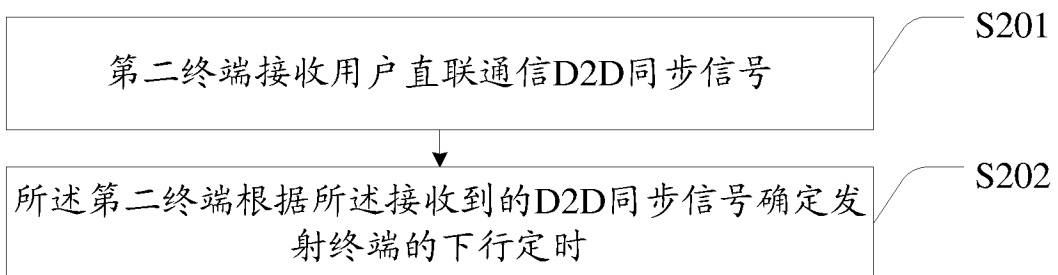 S201
第二终端接收用户直联通信D2D同步信号
S202
所述第二终端根据所述接收到的D2D同步信号确定发
射终端的下行定时